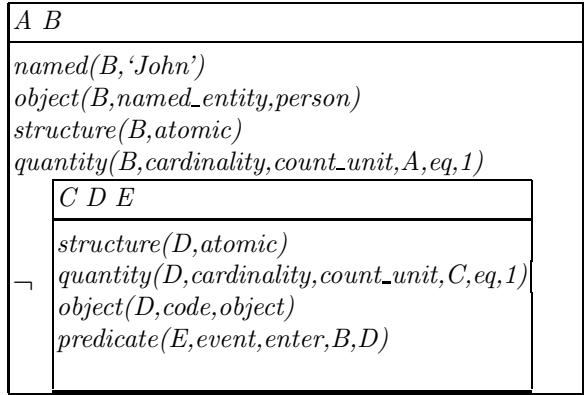 A B
named(B,‘John’)
object(B,named_entity,person)
structure(B,atomic)
quantity(B,cardinality,count_unit,A,eq,1)
C D E
structure(D,atomic)
¬ quantity(D,cardinality,count_unit,C,eq,1)
object(D,code,object)
predicate(E,event,enter,B,D)